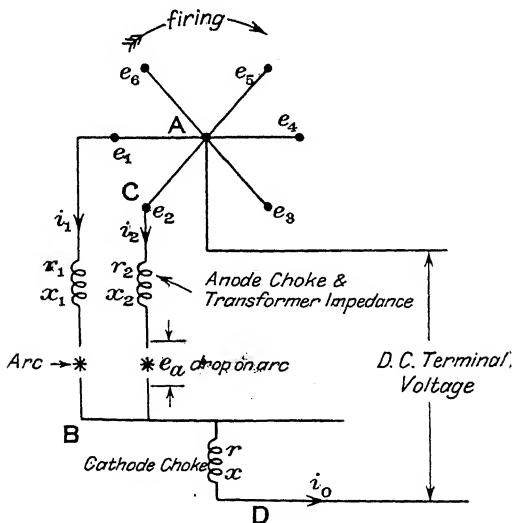 firing
e6
e5
A
e4
e1
C
e2
e3
i1
i2
r1
x1
r2
x2
Anode Choke &
Transformer Impedance
Arc
ea drop on arc
D.C. Terminal
Voltage
B
Cathode Choke
r
x
i0
D